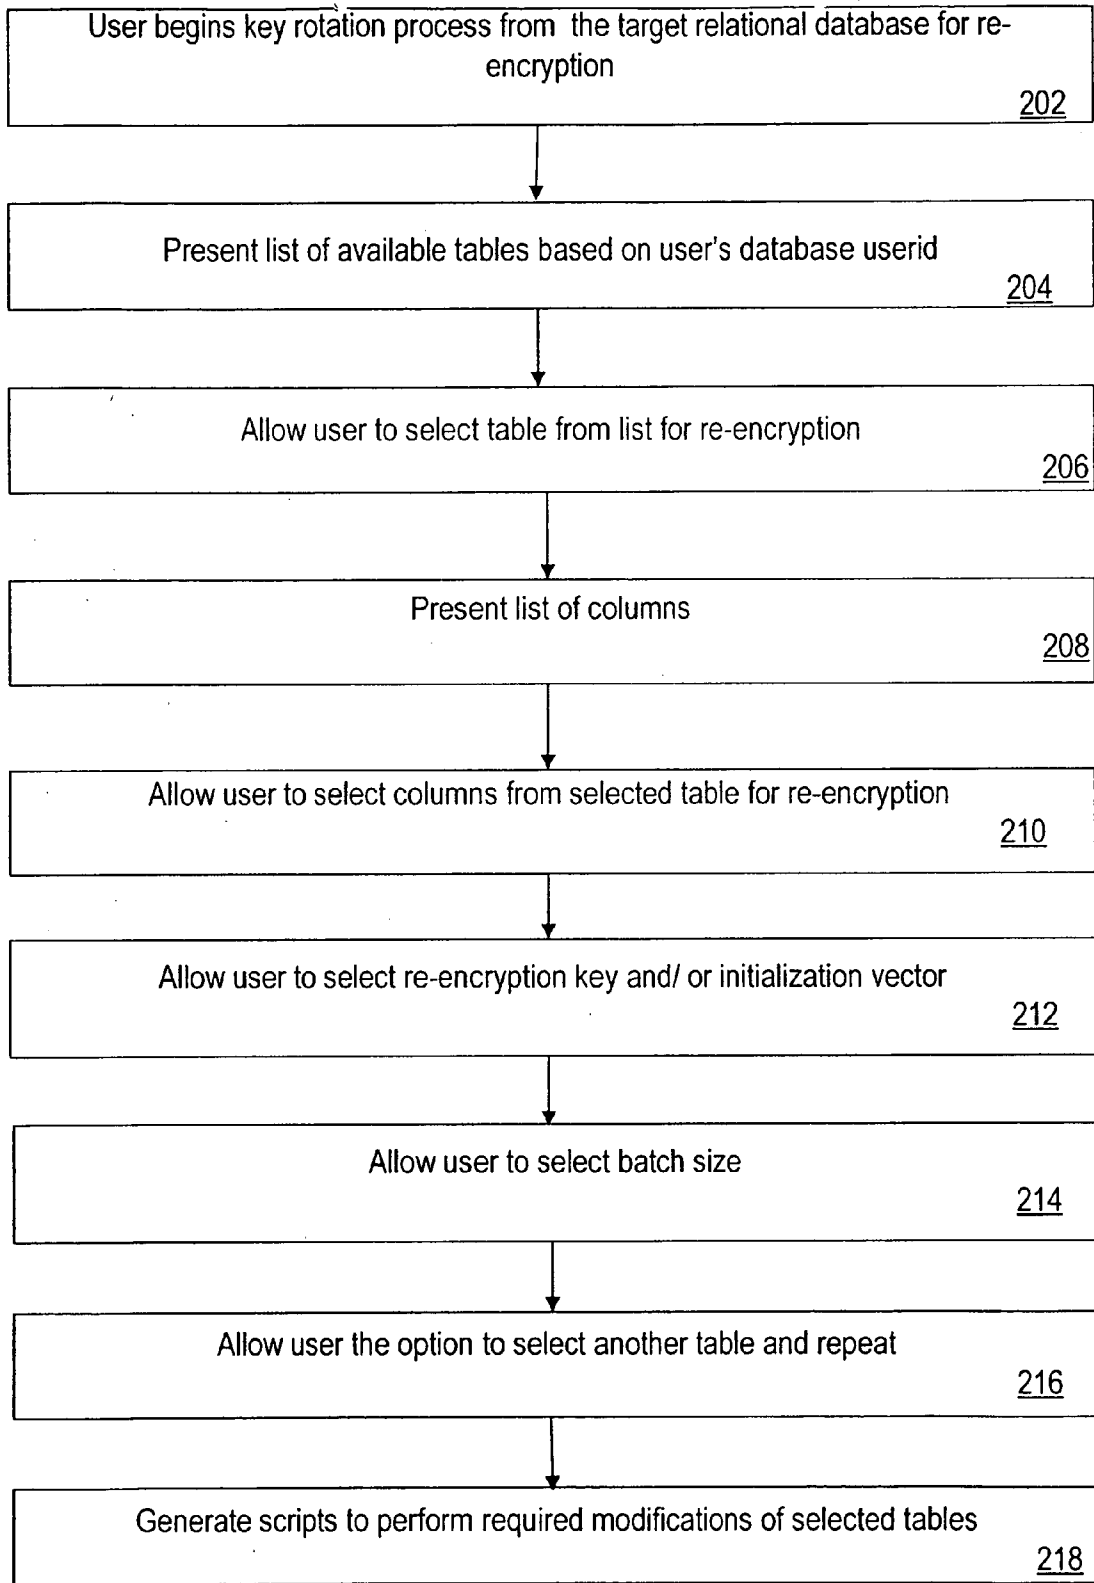 User begins key rotation process from the target relational database for re-
encryption
202
Present list of available tables based on user's database userid
204
Allow user to select table from list for re-encryption
206
Present list of columns
208
Allow user to select columns from selected table for re-encryption
210
Allow user to select re-encryption key and/ or initialization vector
212
Allow user to select batch size
214
Allow user the option to select another table and repeat
216
Generate scripts to perform required modifications of selected tables
218